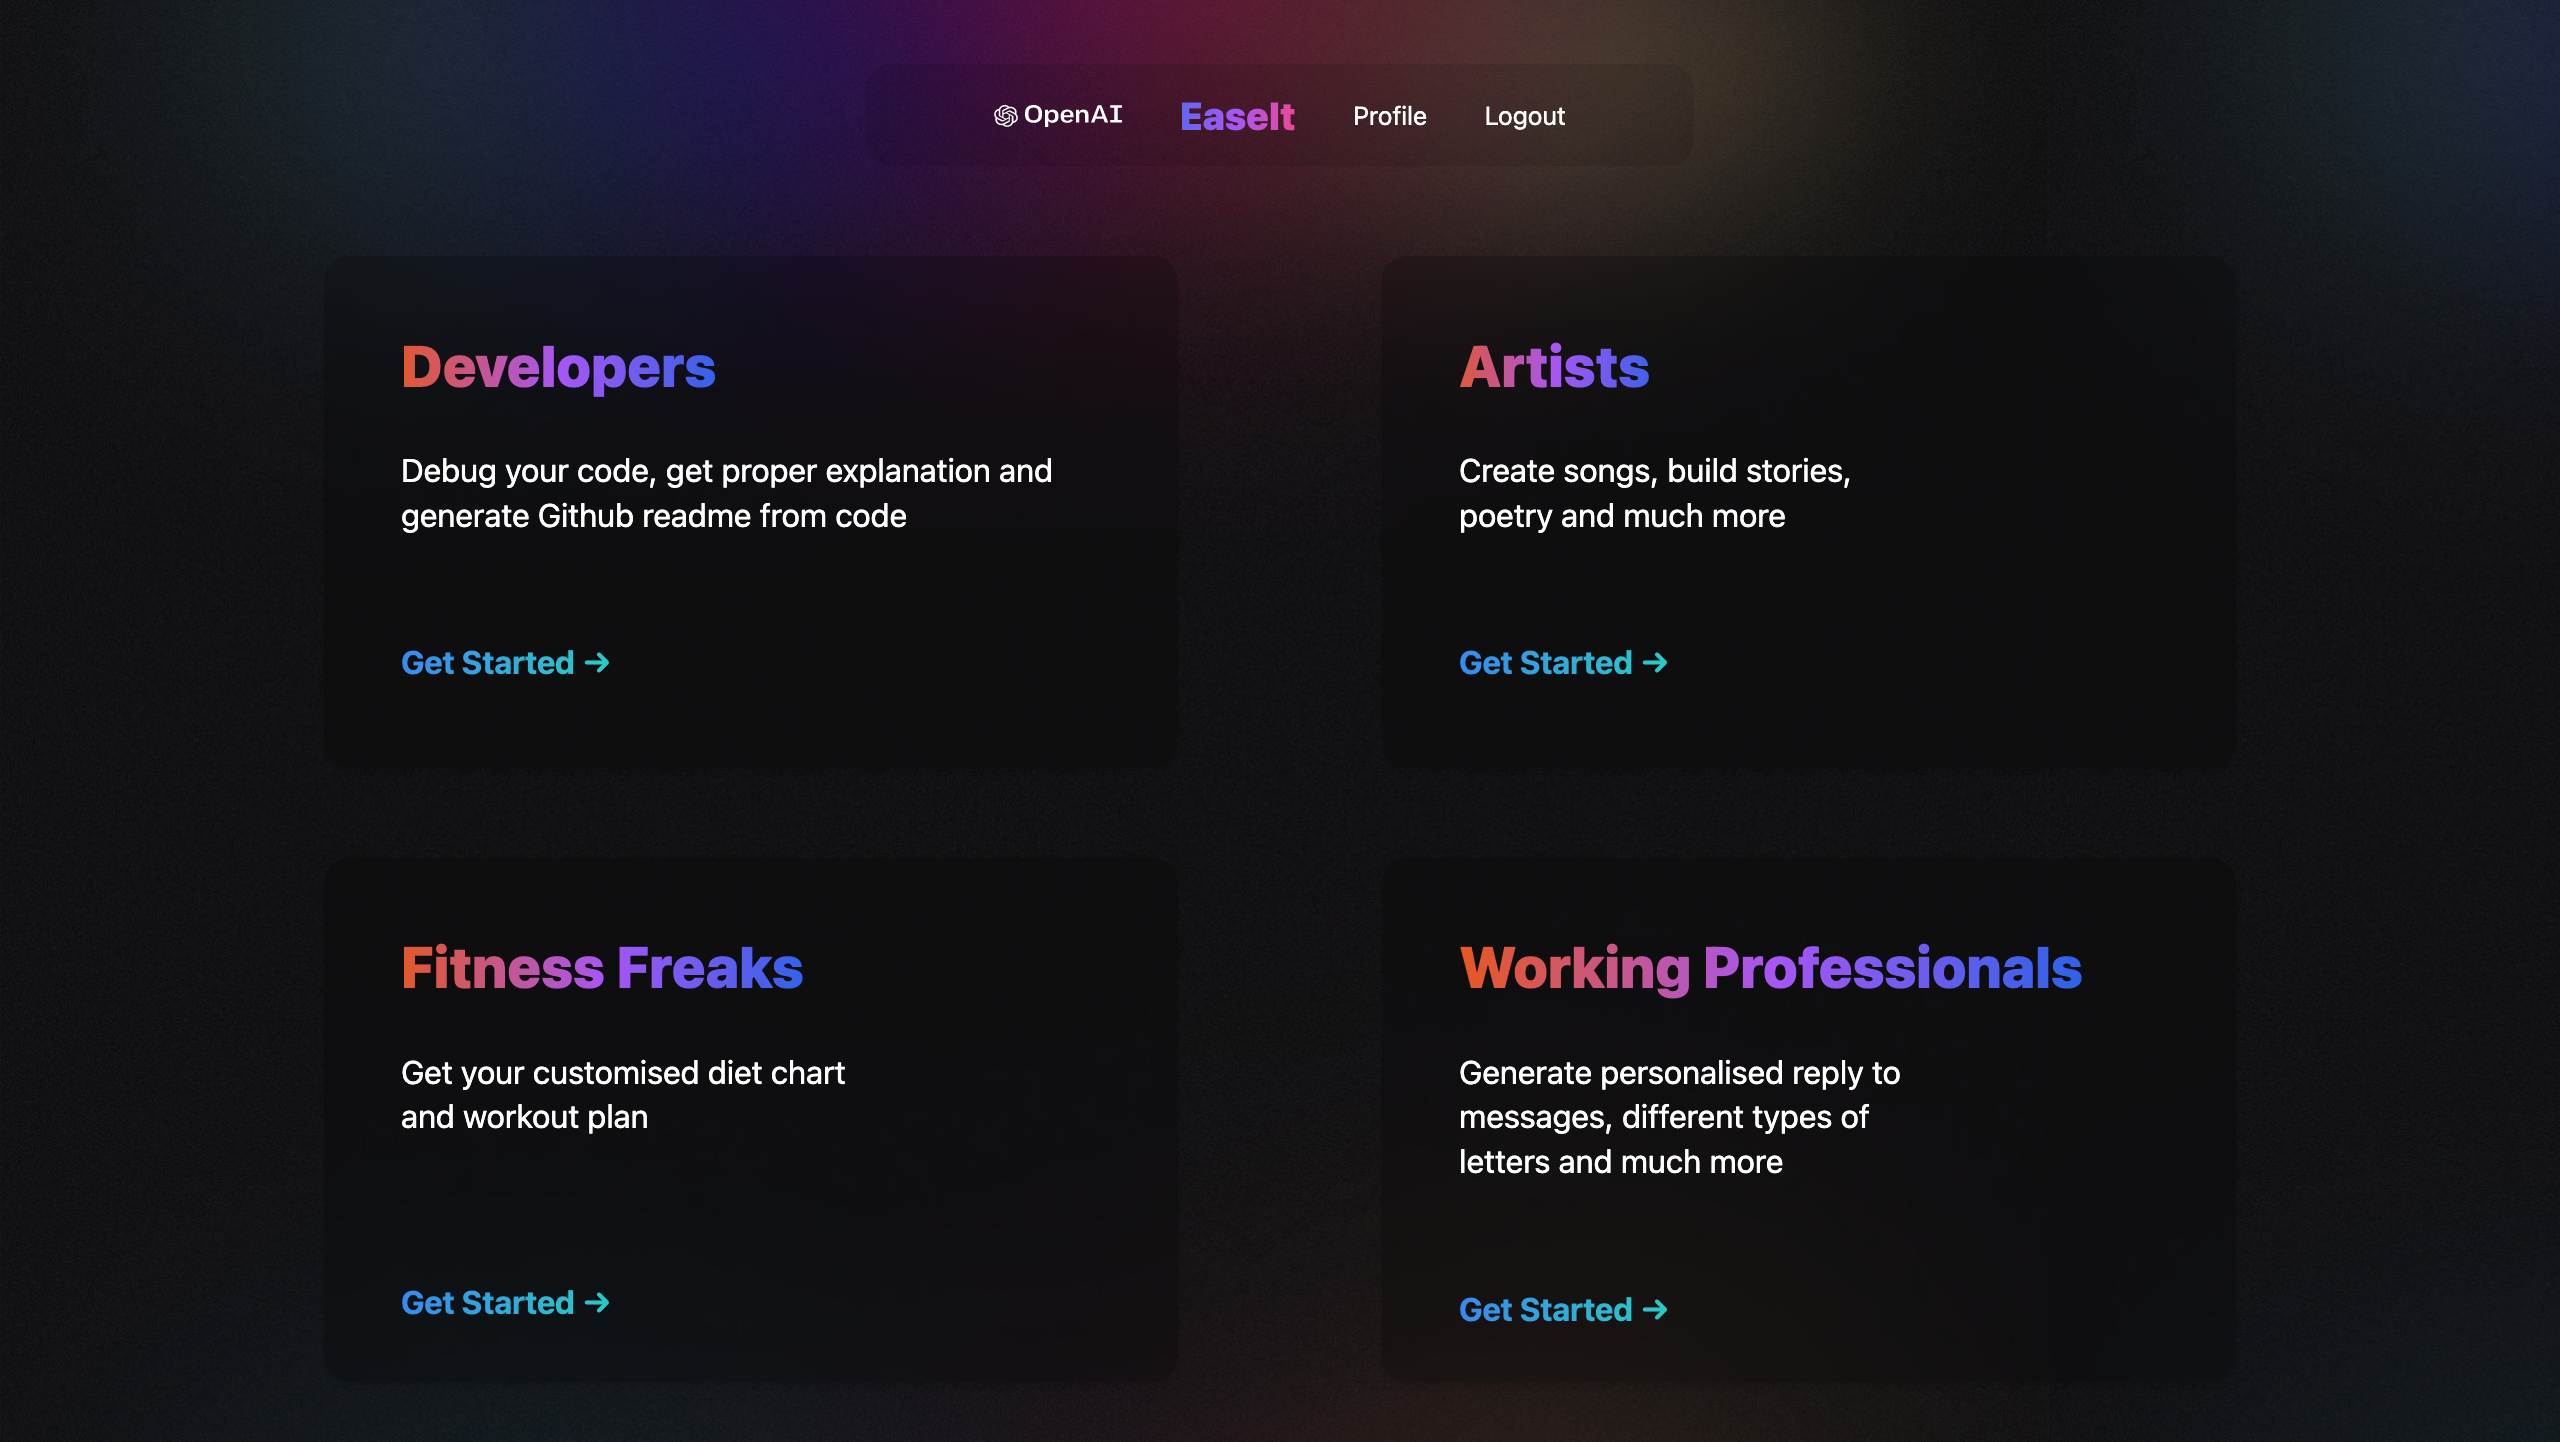 OpenAI EaseIt Profile Logout
Developers
Debug your code, get proper explanation and
generate Github readme from code
Get Started →
Artists
Create songs, build stories,
poetry and much more
Get Started →
Fitness Freaks
Get your customised diet chart
and workout plan
Get Started →
Working Professionals
Generate personalised reply to
messages, different types of
letters and much more
Get Started →